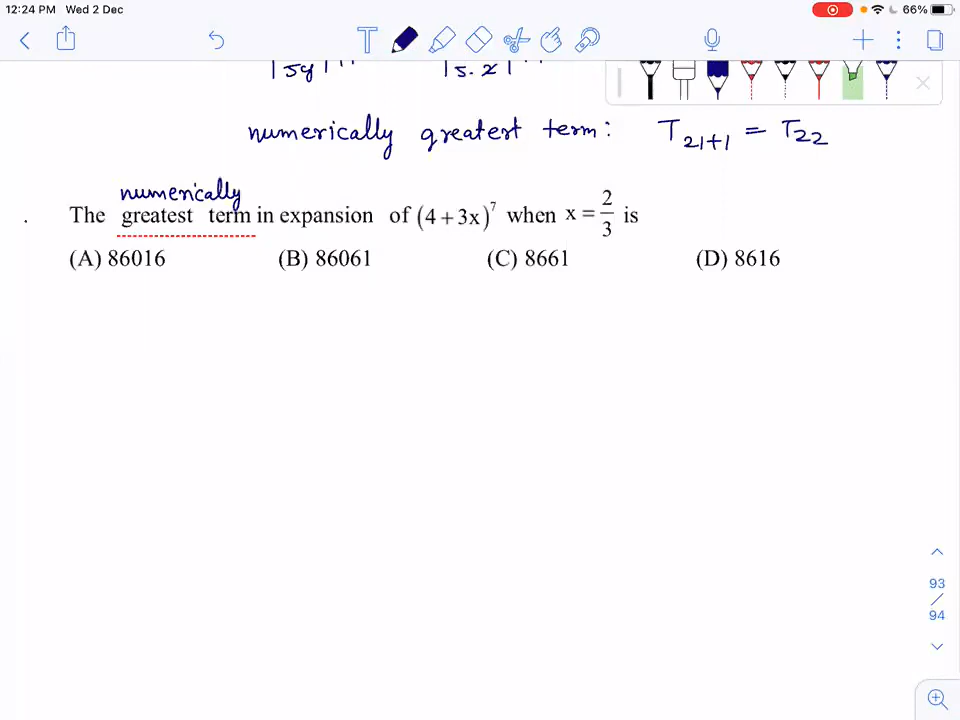 12:24 PM Wed 2 Dec 66%
numerically greatest term: T21+1 = T22
numerically
. The greatest term in expansion of (4+3x)^7 when x = 2/3 is
(A) 86016 (B) 86061 (C) 8661 (D) 8616
93
/
94